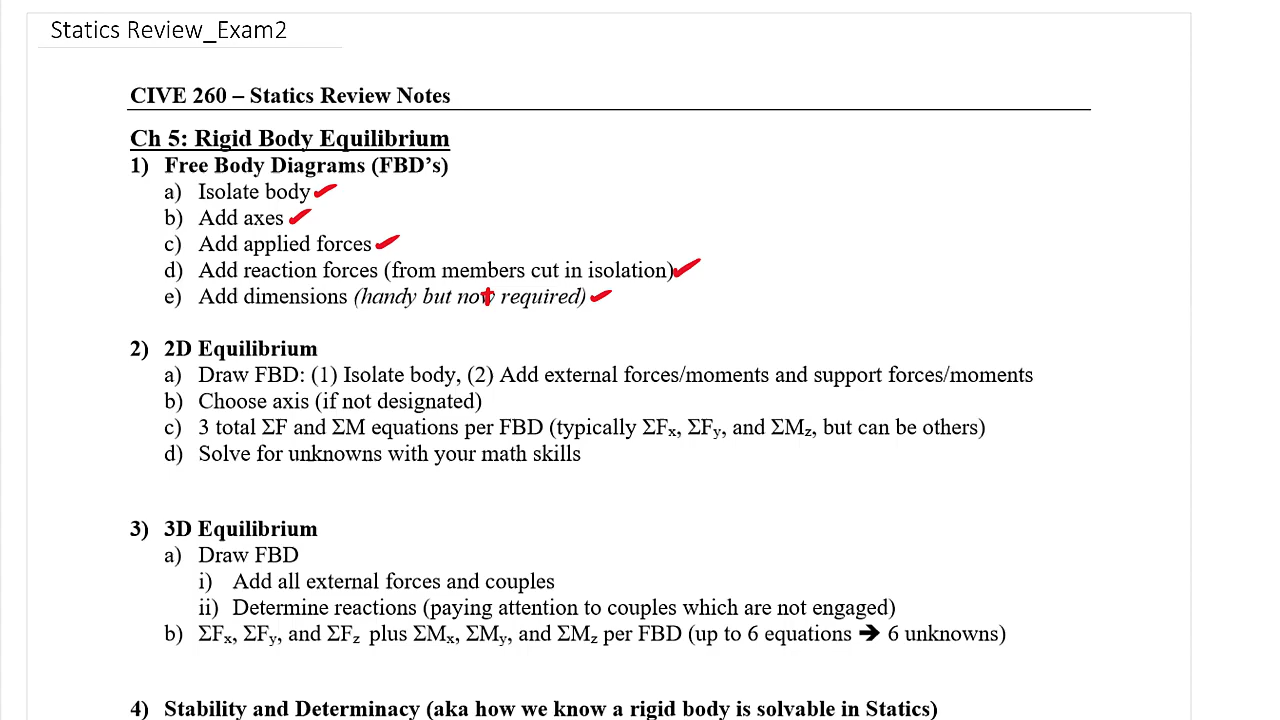 Statics Review_Exam2
CIVE 260 – Statics Review Notes
Ch 5: Rigid Body Equilibrium
1) Free Body Diagrams (FBD's)
a) Isolate body
b) Add axes
c) Add applied forces
d) Add reaction forces (from members cut in isolation)
e) Add dimensions (handy but not required)
2) 2D Equilibrium
a) Draw FBD: (1) Isolate body, (2) Add external forces/moments and support forces/moments
b) Choose axis (if not designated)
c) 3 total ΣF and ΣM equations per FBD (typically ΣFₓ, ΣFy, and ΣMz, but can be others)
d) Solve for unknowns with your math skills
3) 3D Equilibrium
a) Draw FBD
i) Add all external forces and couples
ii) Determine reactions (paying attention to couples which are not engaged)
b) ΣFₓ, ΣFy, and ΣFz plus ΣMₓ, ΣMy, and ΣMz per FBD (up to 6 equations ➔ 6 unknowns)
4) Stability and Determinacy (aka how we know a rigid body is solvable in Statics)